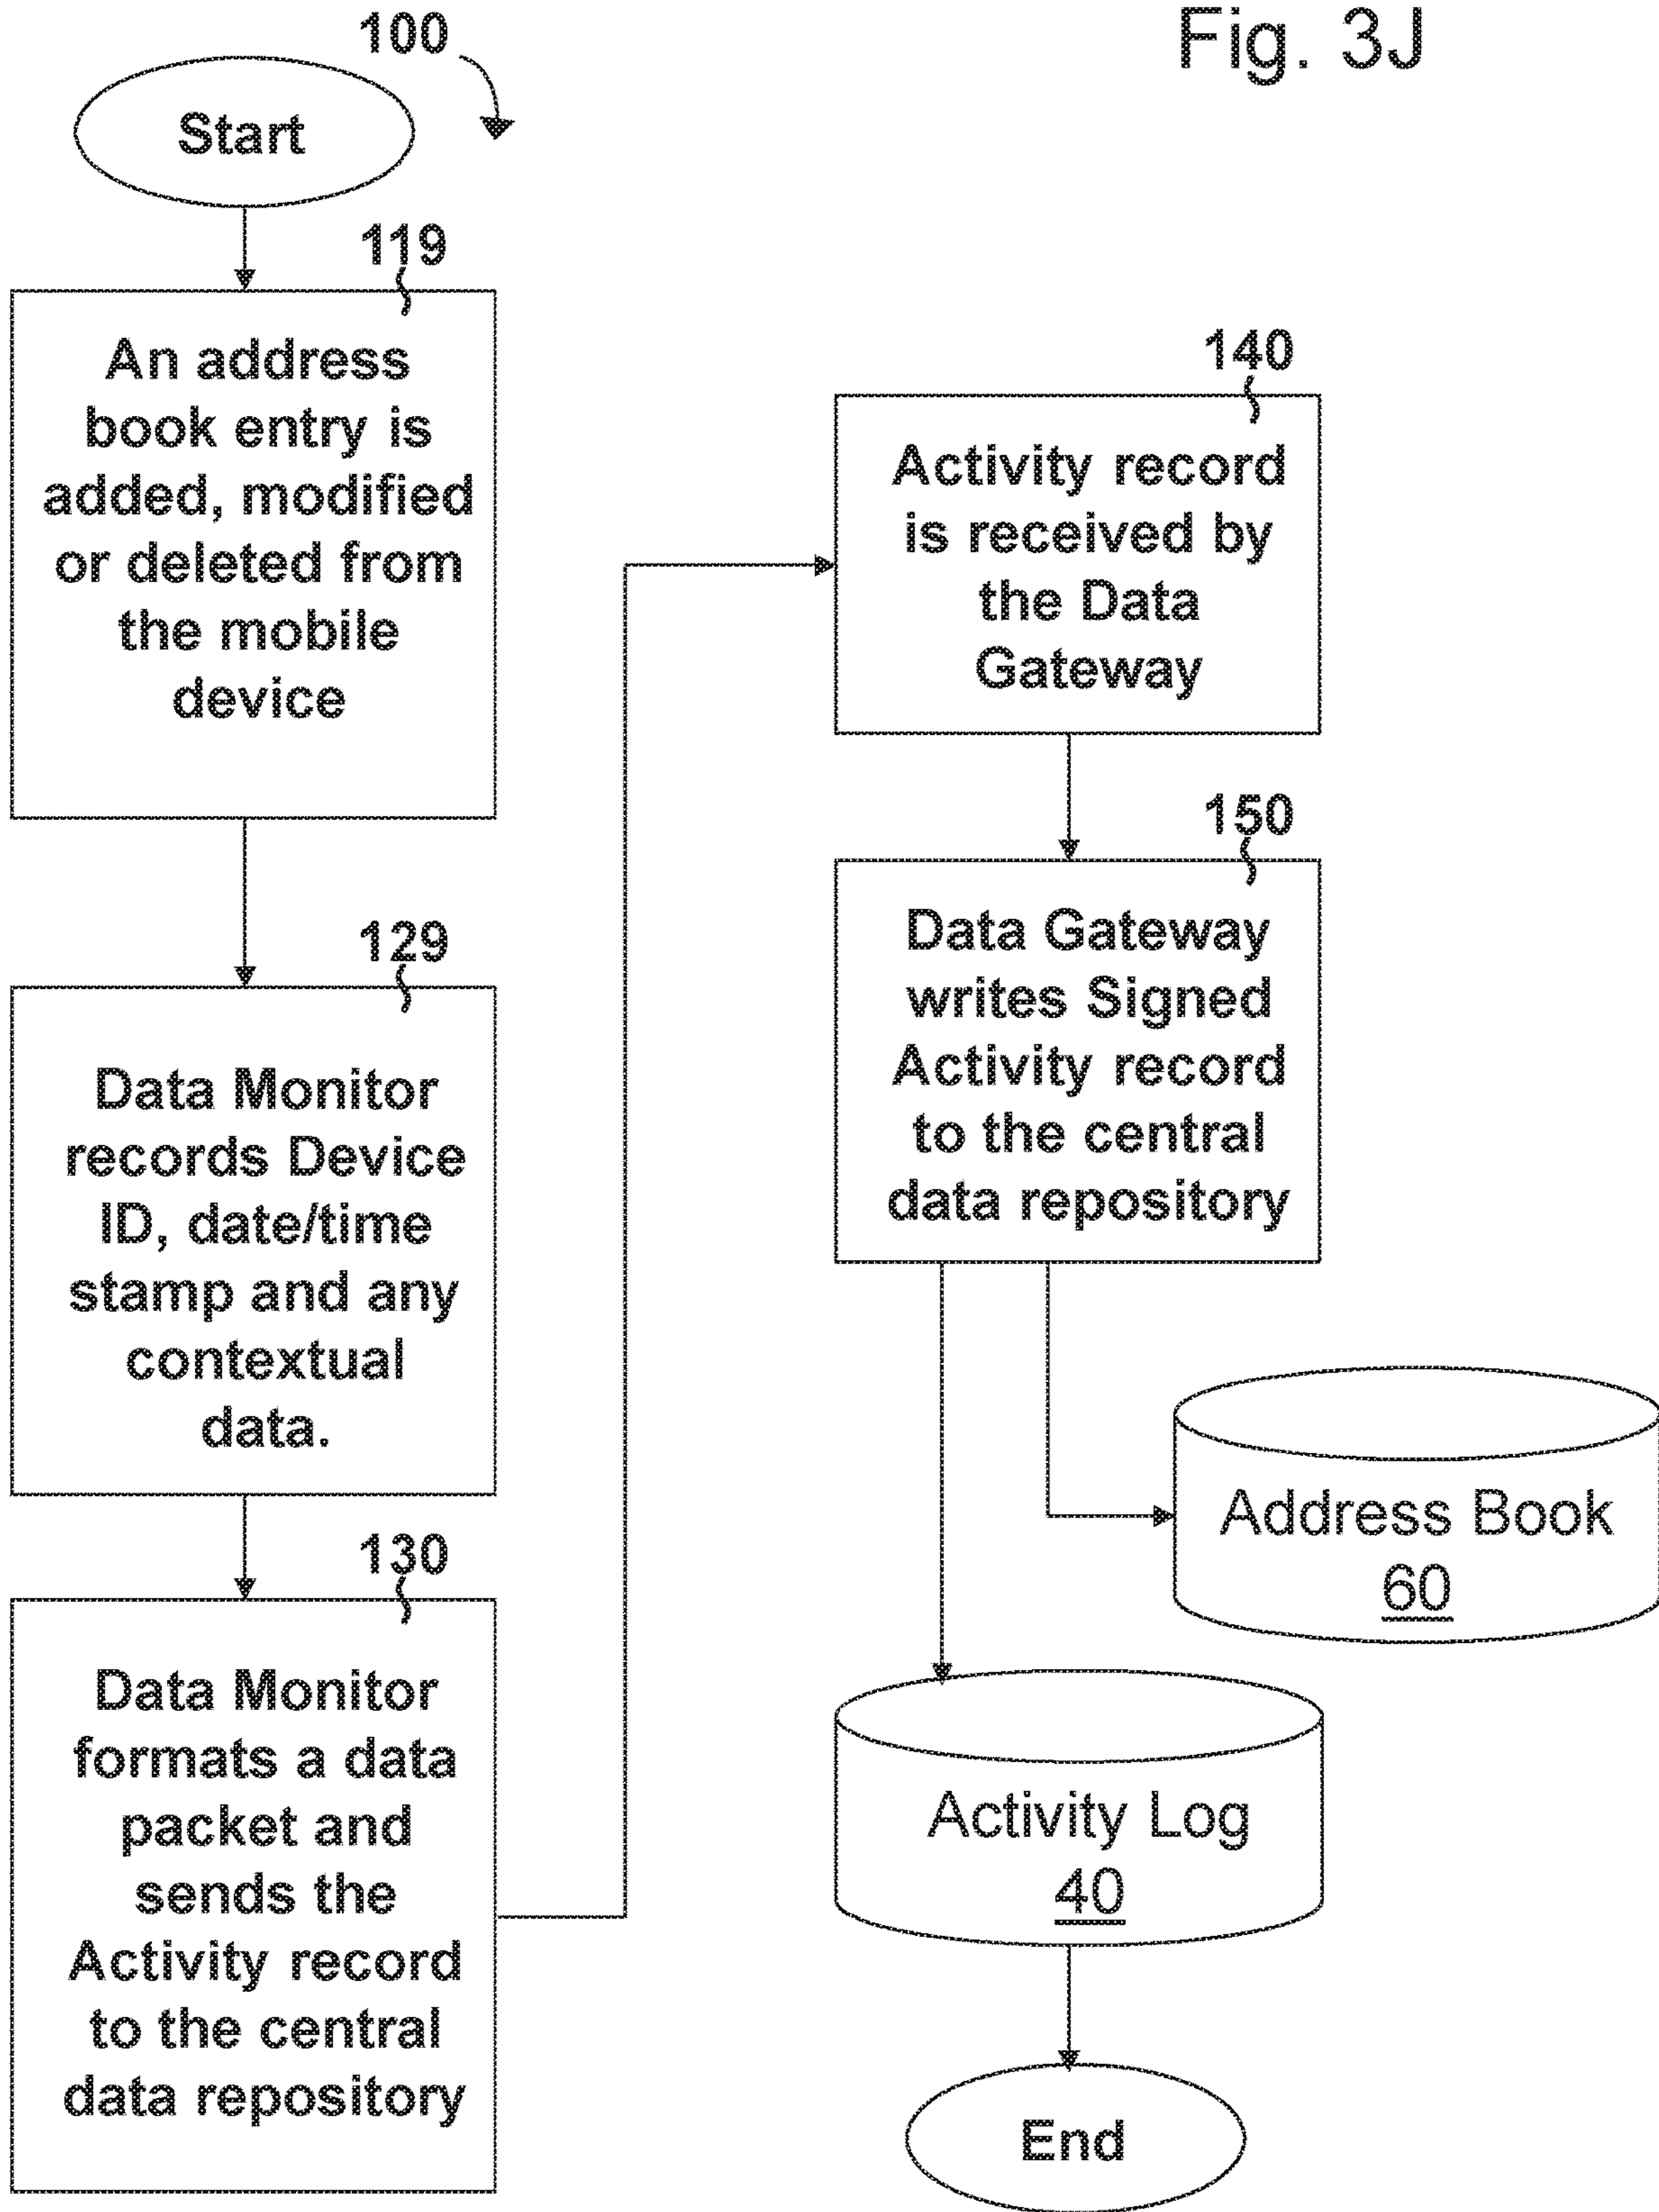 Fig. 3J
100
Start
119
An address
book entry is
added, modified
or deleted from
the mobile
device
129
Data Monitor
records Device
ID, date/time
stamp and any
contextual
data.
130
Data Monitor
formats a data
packet and
sends the
Activity record
to the central
data repository
140
Activity record
is received by
the Data
Gateway
150
Data Gateway
writes Signed
Activity record
to the central
data repository
Address Book
60
Activity Log
40
End